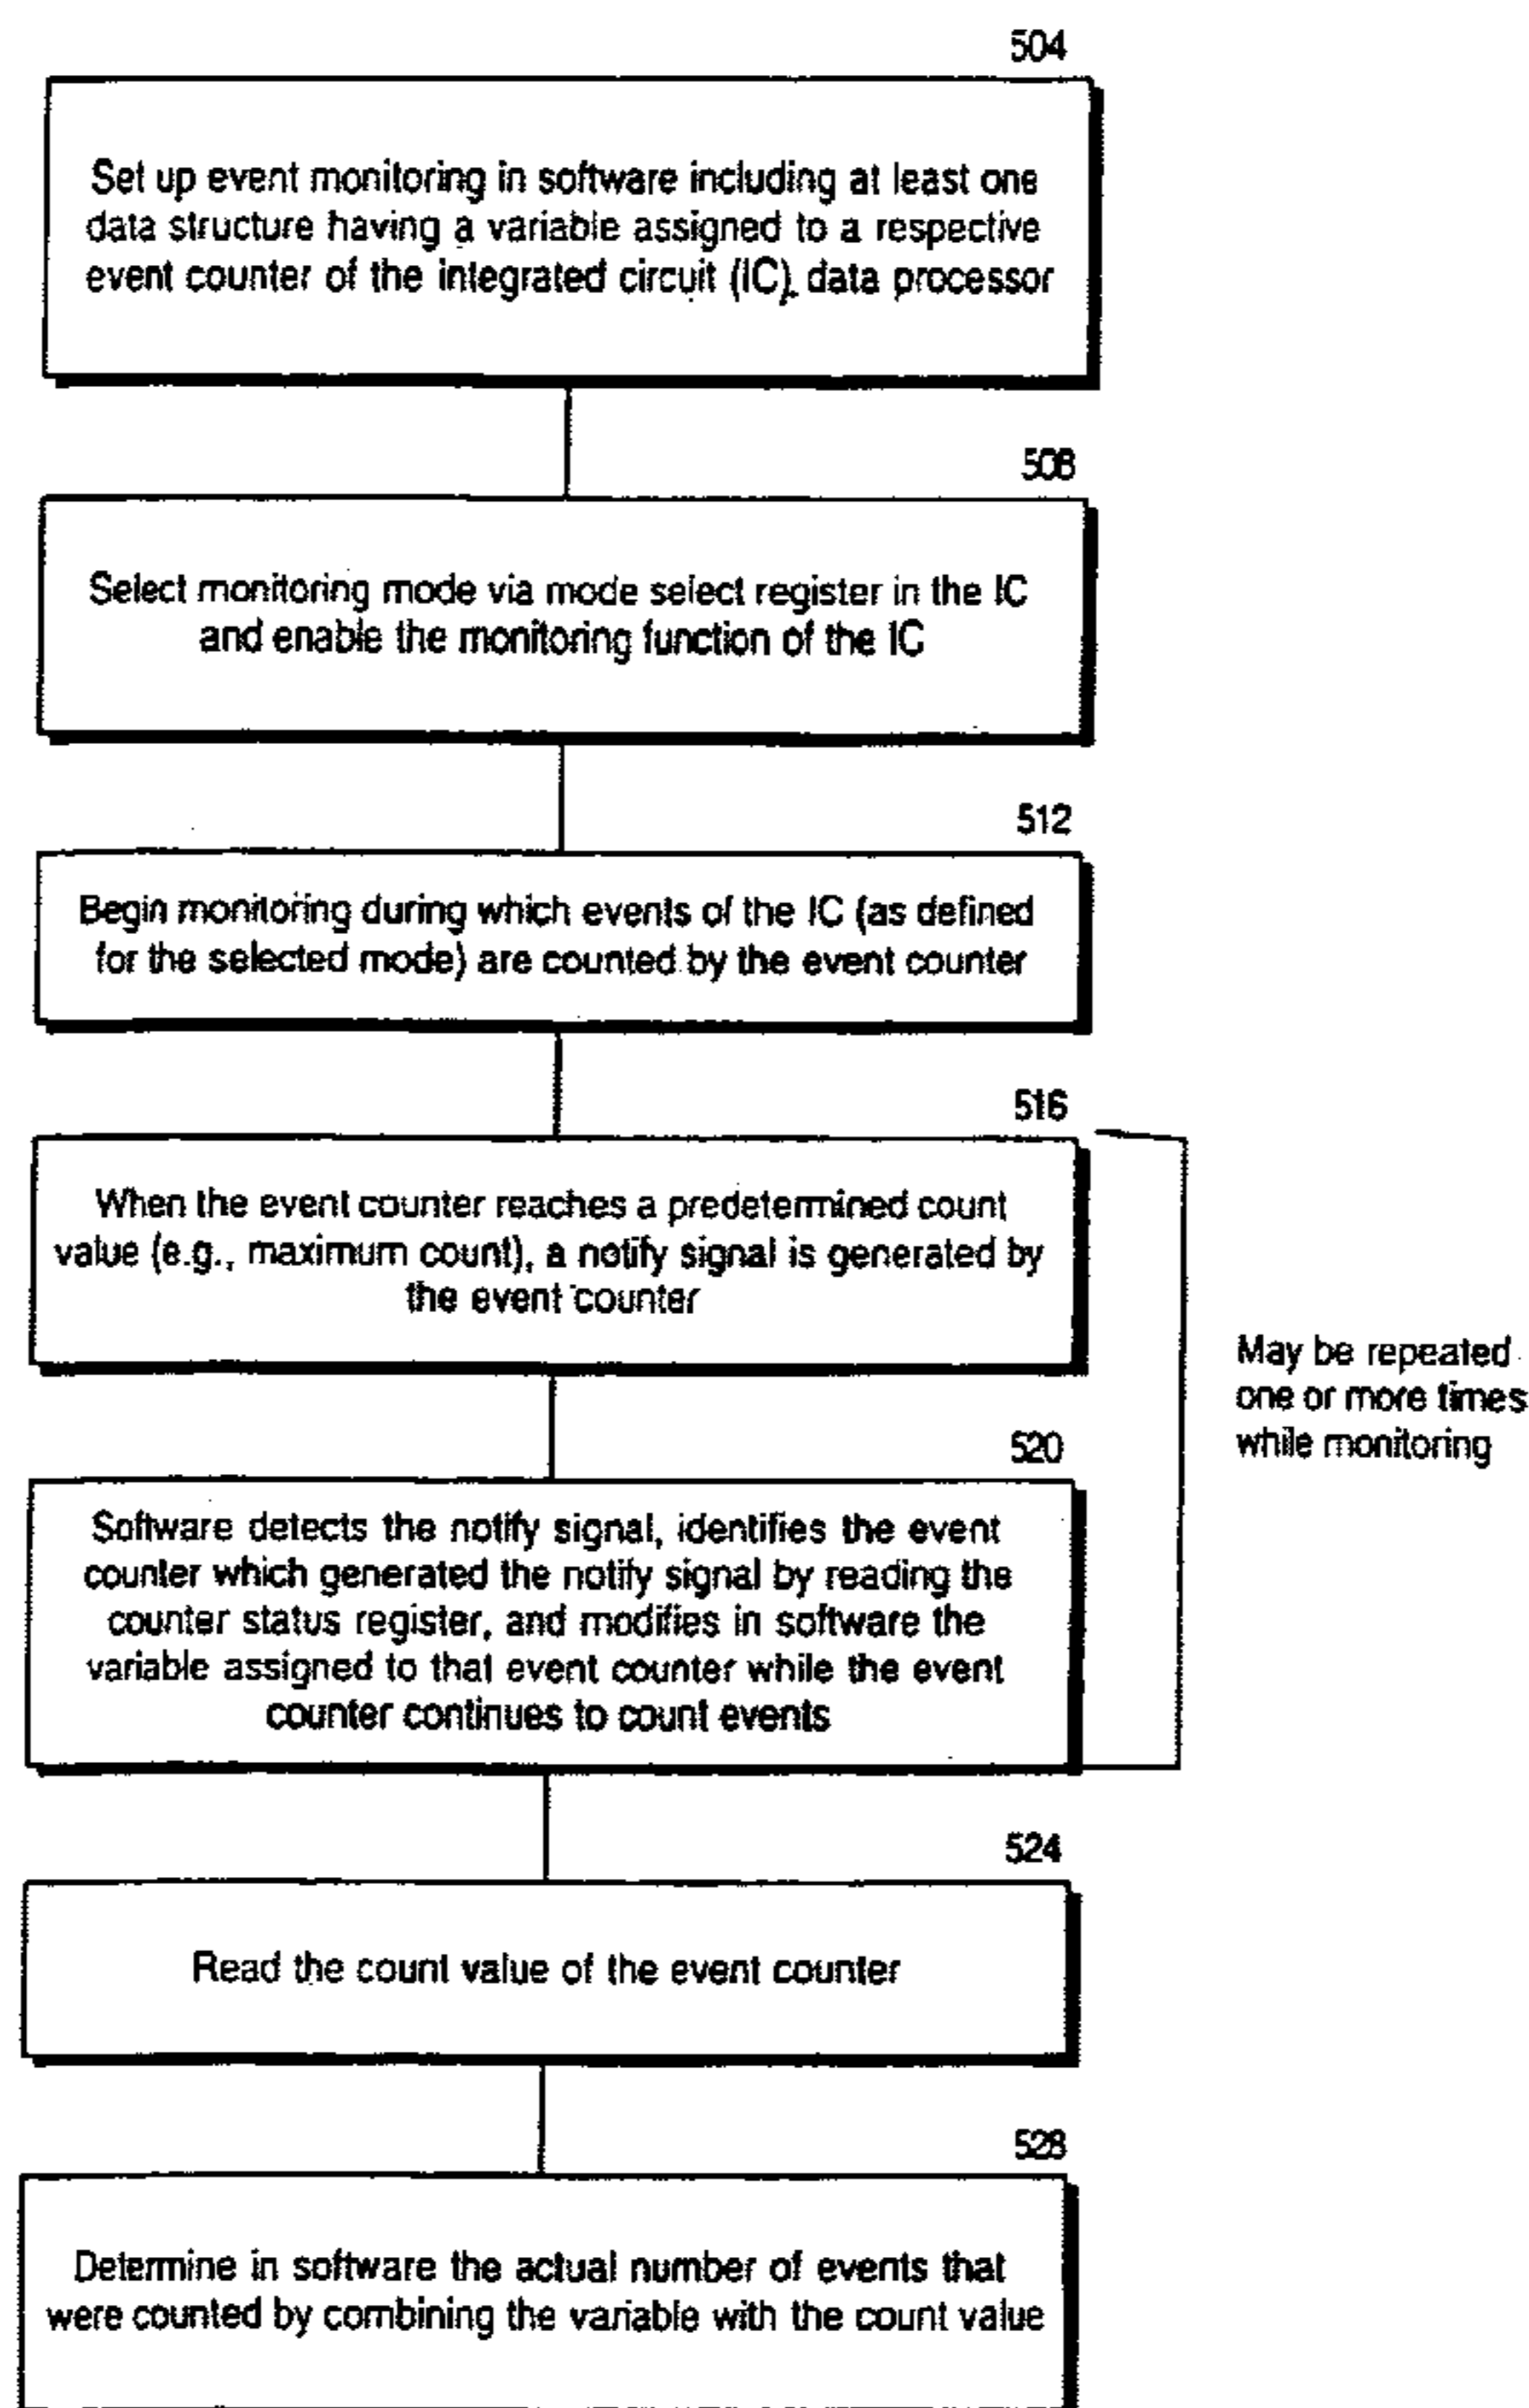 504
Set up event monitoring in software including at least one
data structure having a variable assigned to a respective
event counter of the integrated circuit (IC) data processor
508
Select monitoring mode via mode select register in the IC
and enable the monitoring function of the IC
512
Begin monitoring during which events of the IC (as defined
for the selected mode) are counted by the event counter
516
When the event counter reaches a predetermined count
value (e.g., maximum count), a notify signal is generated by
the event counter
May be repeated
one or more times
while monitoring
520
Software detects the notify signal, identifies the event
counter which generated the notify signal by reading the
counter status register, and modifies in software the
variable assigned to that event counter while the event
counter continues to count events
524
Read the count value of the event counter
528
Determine in software the actual number of events that
were counted by combining the variable with the count value